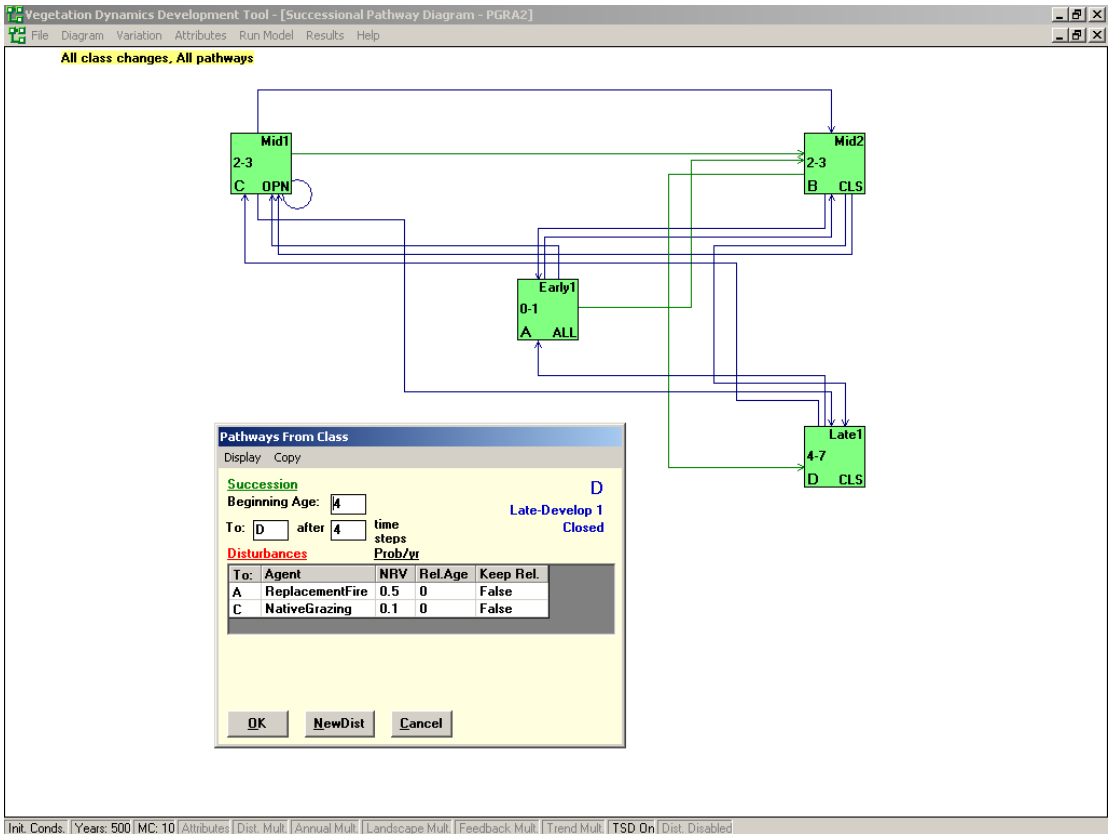 Vegetation Dynamics Development Tool - [Successional Pathway Diagram - PGRA2]
File Diagram Variation Attributes Run Model Results Help
All class changes, All pathways
Mid1
2-3
C OPN
Mid2
2-3
B CLS
Early1
0-1
A ALL
Late1
4-7
D CLS
Pathways From Class
Display Copy
Succession
D
Beginning Age: 4
Late-Develop 1
To: D after 4 time steps
Closed
Disturbances Prob/yr
To: Agent NRV Rel.Age Keep Rel.
A ReplacementFire 0.5 0 False
C NativeGrazing 0.1 0 False
OK NewDist Cancel
Init. Conds. Years: 500 MC: 10 Attributes Dist. Mult. Annual Mult. Landscape Mult. Feedback Mult. Trend Mult. TSD On Dist. Disabled